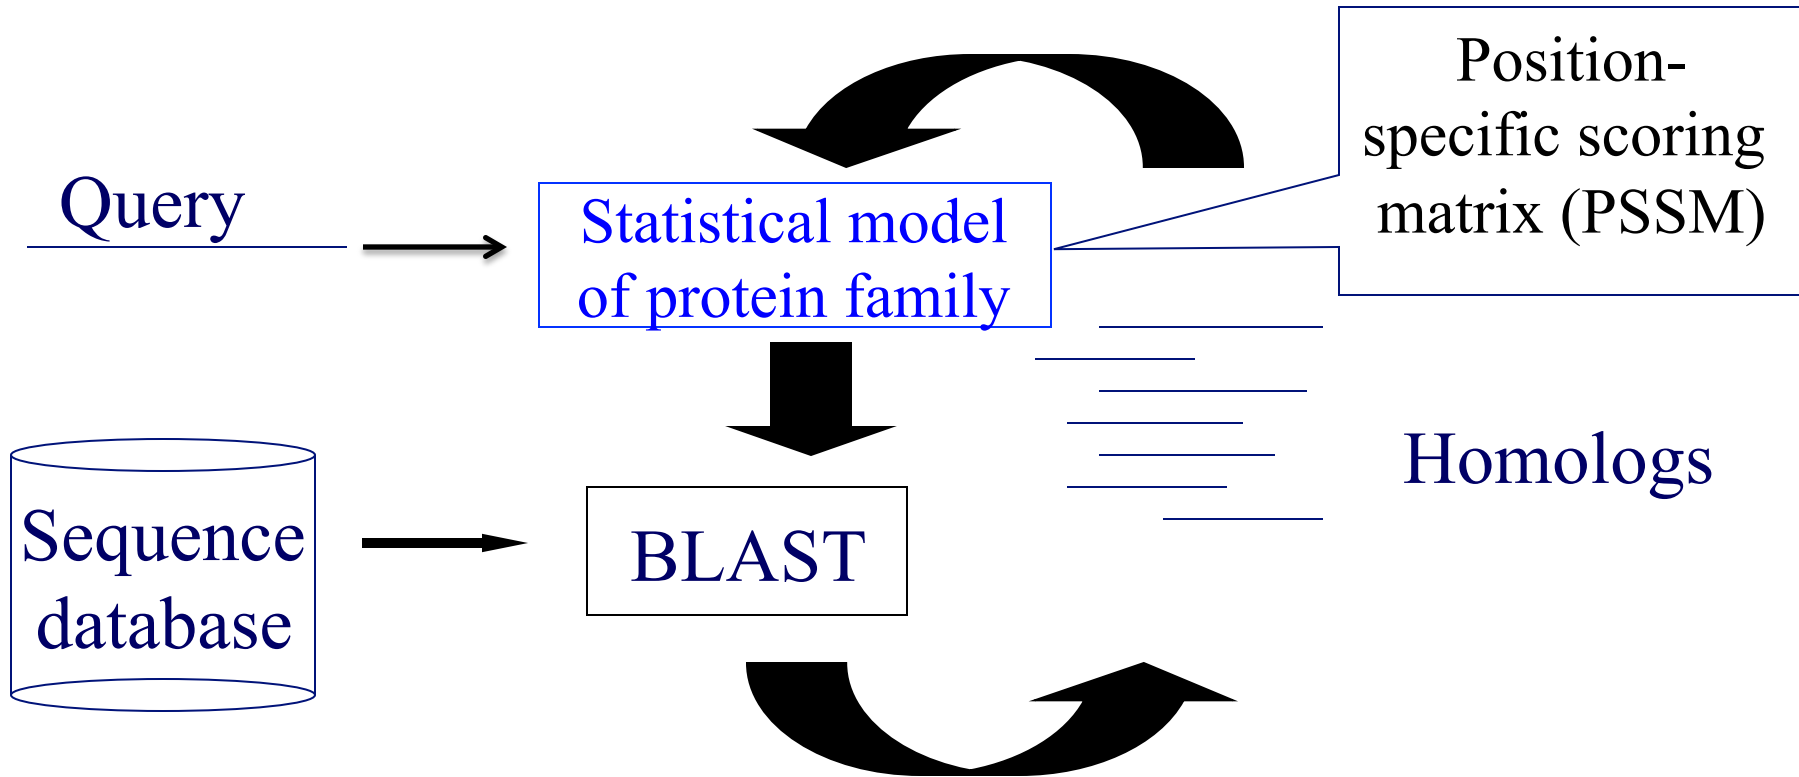 Query
Statistical model
of protein family
Position-
specific scoring
matrix (PSSM)
Homologs
Sequence
database
BLAST